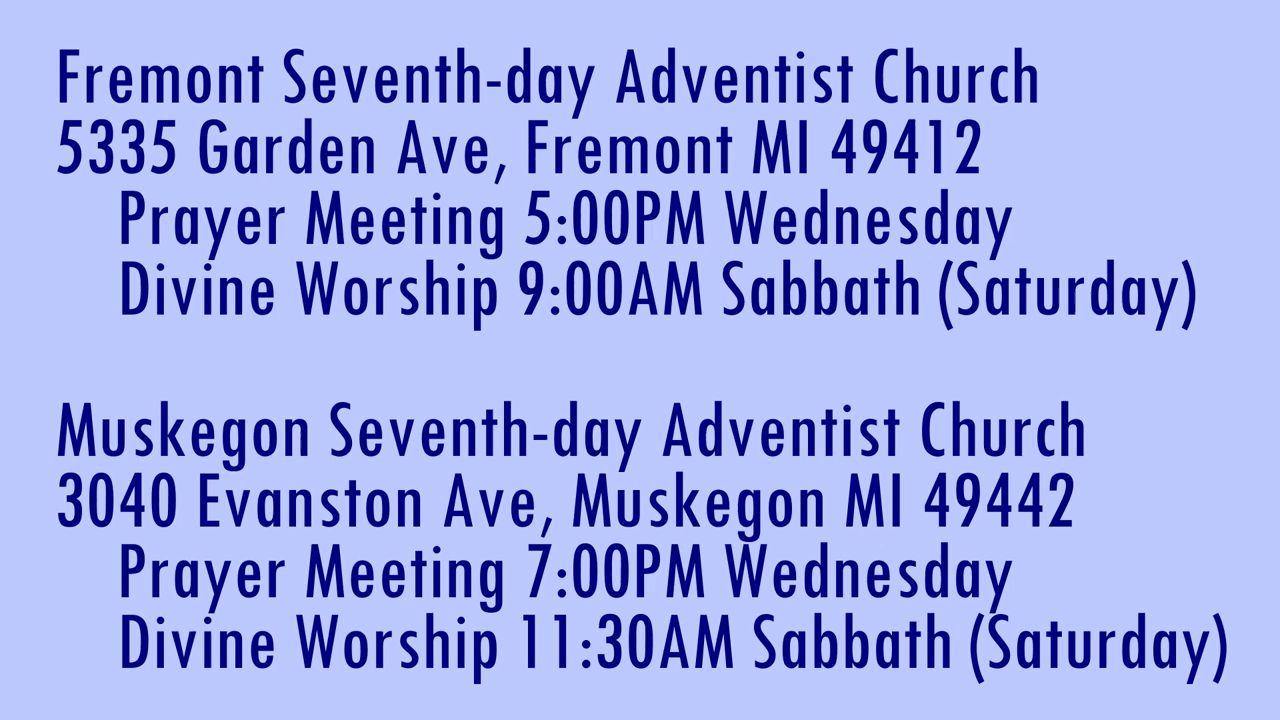 Fremont Seventh-day Adventist Church
5335 Garden Ave, Fremont MI 49412
Prayer Meeting 5:00PM Wednesday
Divine Worship 9:00AM Sabbath (Saturday)
Muskegon Seventh-day Adventist Church
3040 Evanston Ave, Muskegon MI 49442
Prayer Meeting 7:00PM Wednesday
Divine Worship 11:30AM Sabbath (Saturday)